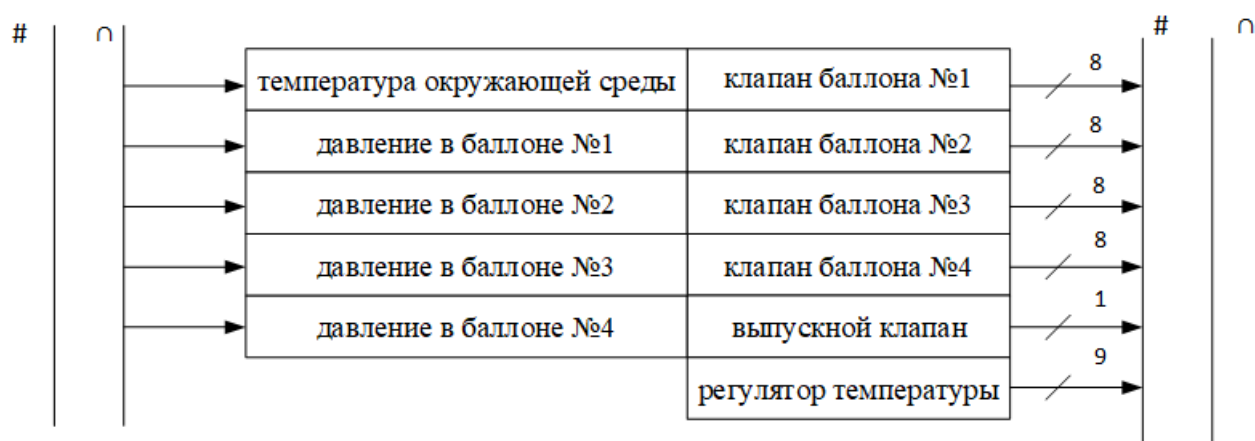 # ∩ # ∩
температура окружающей среды клапан баллона №1 8
давление в баллоне №1 клапан баллона №2 8
давление в баллоне №2 клапан баллона №3 8
давление в баллоне №3 клапан баллона №4 8
давление в баллоне №4 выпускной клапан 1
регулятор температуры 9